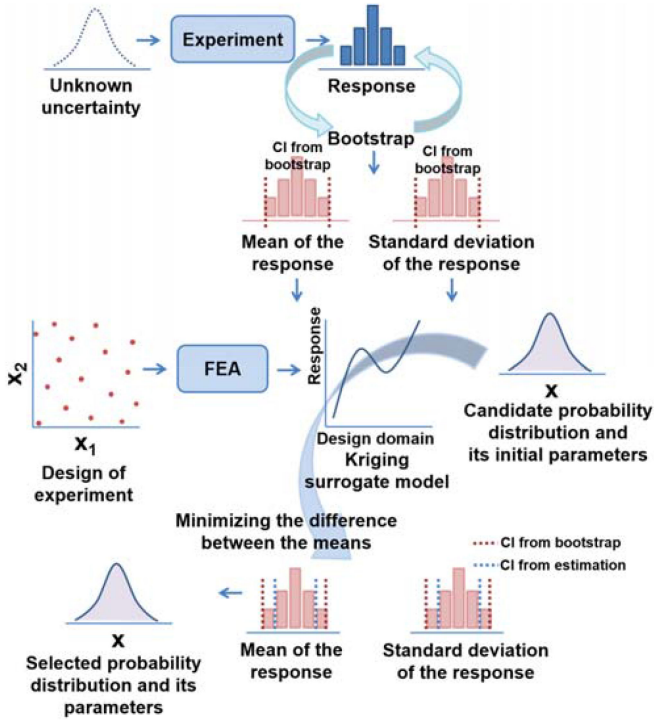 Experiment
Unknown
uncertainty
Response
Bootstrap
CI from
bootstrap
CI from
bootstrap
Mean of the
response
Standard deviation
of the response
x2
x1
Design of
experiment
FEA
Response
Design domain
Kriging
surrogate model
x
Candidate probability
distribution and
its initial parameters
Minimizing the difference
between the means
CI from bootstrap
CI from estimation
x
Selected probability
distribution and its
parameters
Mean of the
response
Standard deviation
of the response